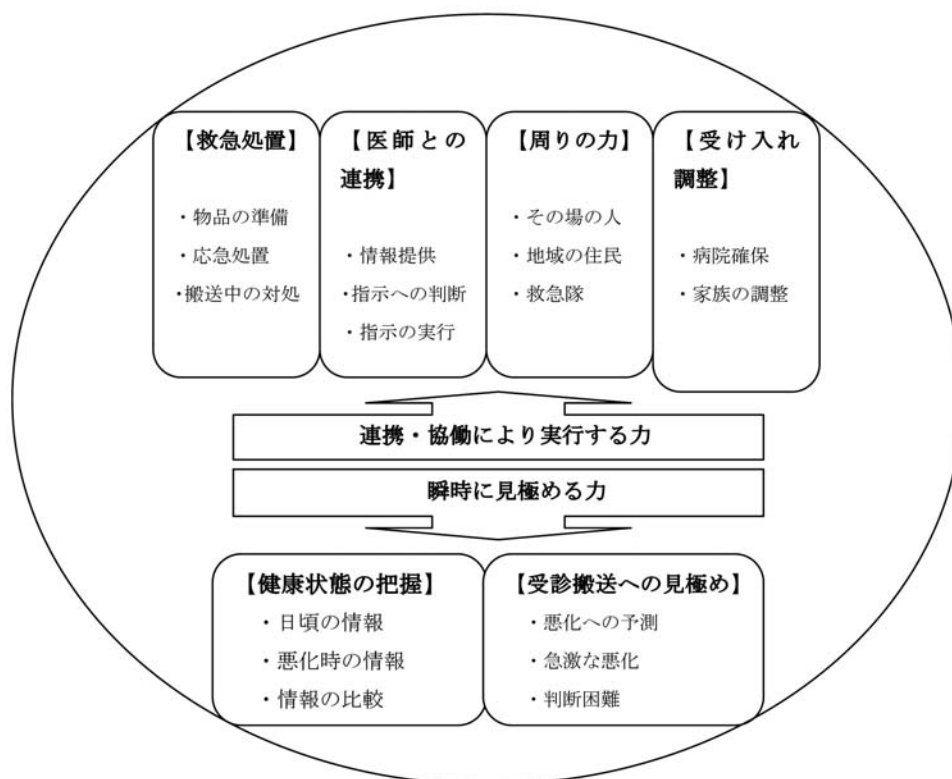 【救急処置】
・物品の準備
・応急処置
・搬送中の対処
【医師との
連携】
・情報提供
・指示への判断
・指示の実行
【周りの力】
・その場の人
・地域の住民
・救急隊
【受け入れ
調整】
・病院確保
・家族の調整
連携・協働により実行する力
瞬時に見極める力
【健康状態の把握】
・日頃の情報
・悪化時の情報
・情報の比較
【受診搬送への見極め】
・悪化への予測
・急激な悪化
・判断困難